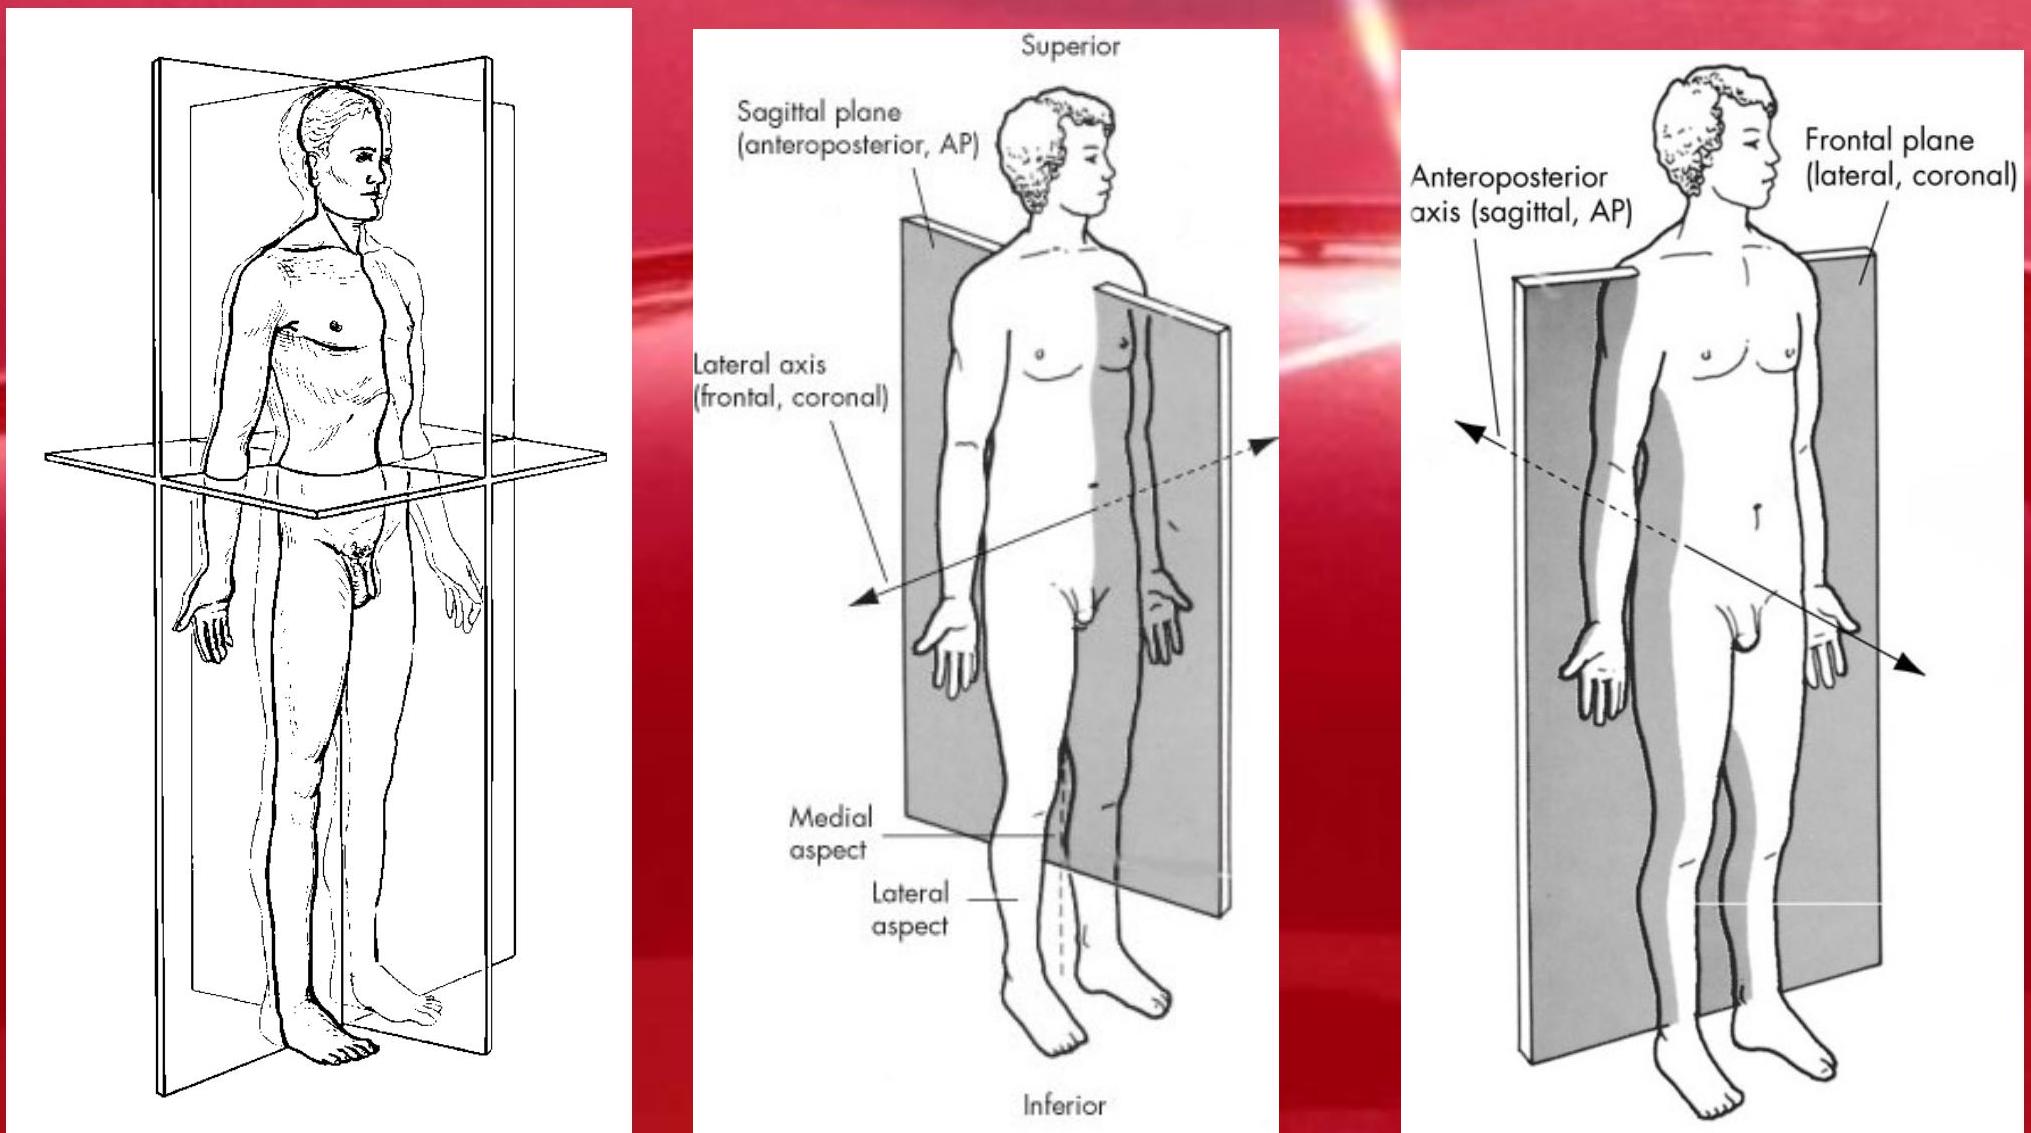 Superior
Sagittal plane
(anteroposterior, AP)
Lateral axis
(frontal, coronal)
Medial
aspect
Lateral
aspect
Inferior
Anteroposterior
axis (sagittal, AP)
Frontal plane
(lateral, coronal)